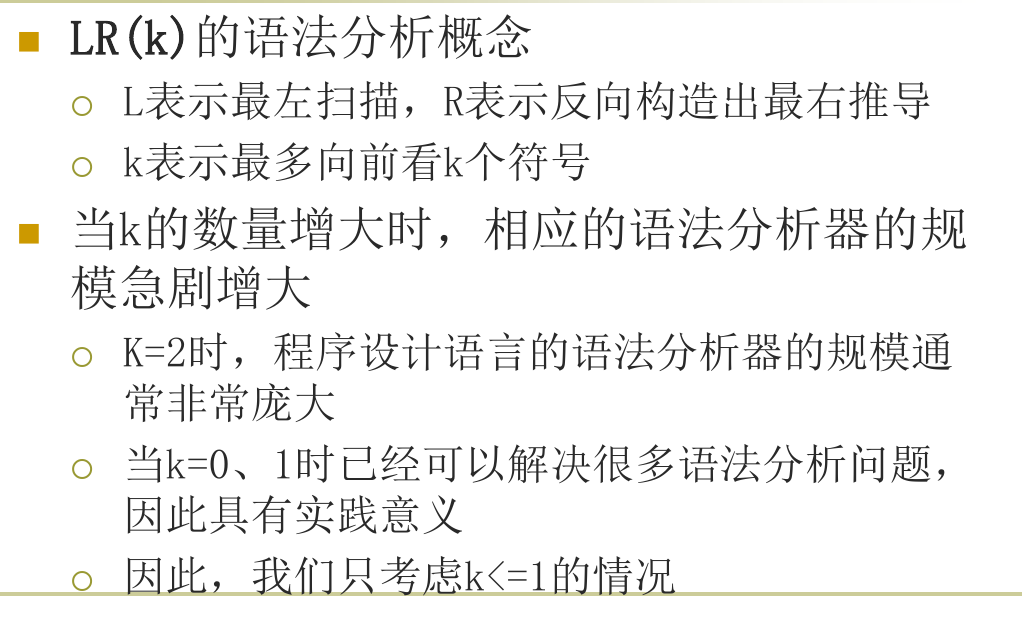 LR(k)的语法分析概念
L表示最左扫描，R表示反向构造出最右推导
k表示最多向前看k个符号
当k的数量增大时，相应的语法分析器的规
模急剧增大
K=2时，程序设计语言的语法分析器的规模通
常非常庞大
当k=0、1时已经可以解决很多语法分析问题，
因此具有实践意义
因此，我们只考虑k<=1的情况